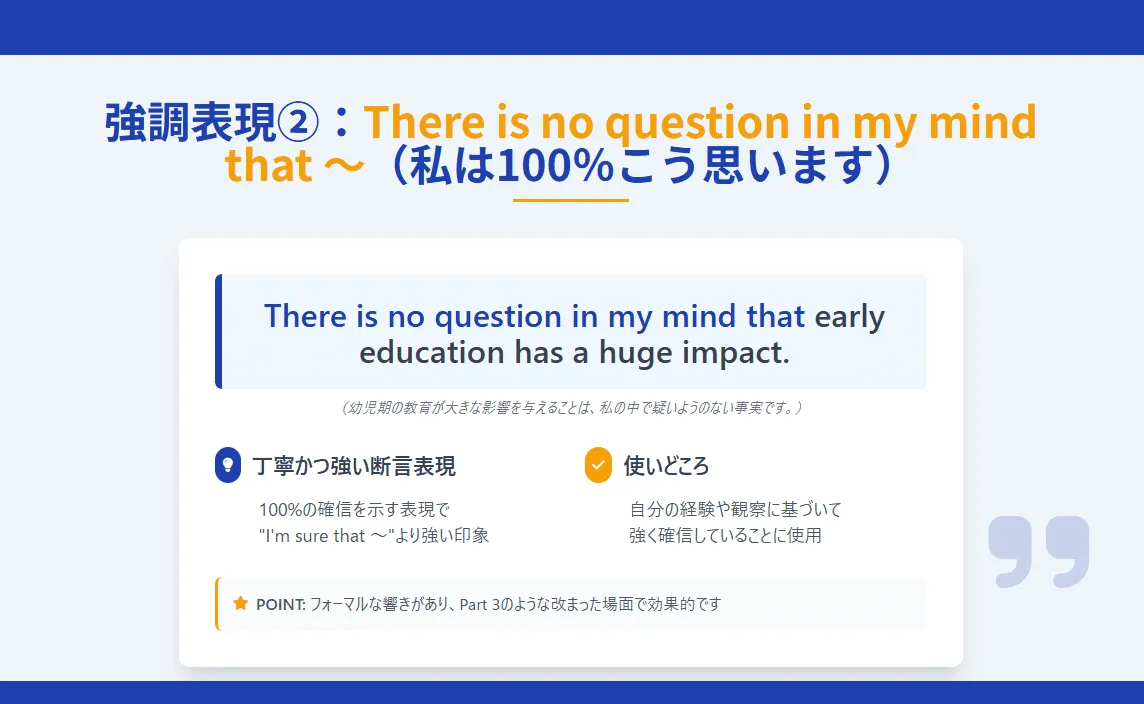 強調表現②：There is no question in my mind
that 〜（私は100%こう思います）
There is no question in my mind that early
education has a huge impact.
（幼児期の教育が大きな影響を与えることは、私の中で疑いようのない事実です。）
丁寧かつ強い断言表現
100%の確信を示す表現で
"I'm sure that 〜"より強い印象
使いどころ
自分の経験や観察に基づいて
強く確信していることに使用
POINT: フォーマルな響きがあり、Part 3のような改まった場面で効果的です